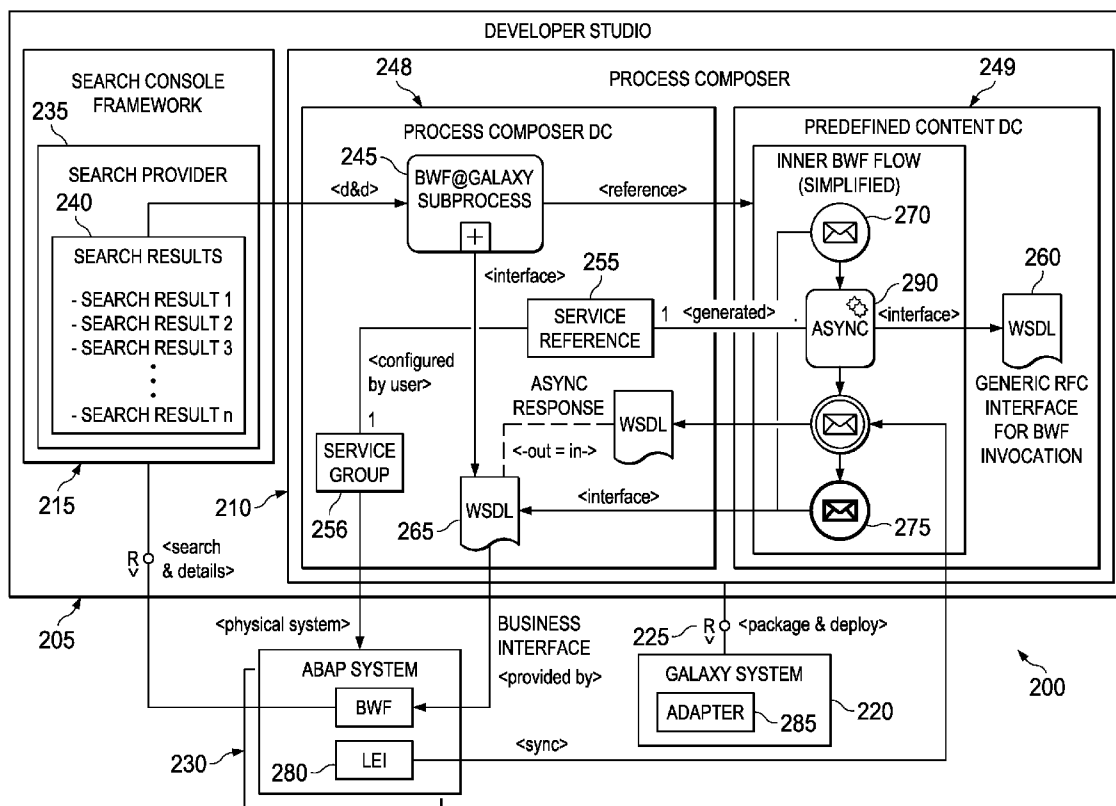 DEVELOPER STUDIO
SEARCH CONSOLE
FRAMEWORK
235
SEARCH PROVIDER
240
SEARCH RESULTS
- SEARCH RESULT 1
- SEARCH RESULT 2
- SEARCH RESULT 3
- SEARCH RESULT n
215
248
PROCESS COMPOSER
249
PROCESS COMPOSER DC
245
BWF@GALAXY
SUBPROCESS
+
<d&d>
<reference>
<interface>
255
SERVICE
REFERENCE
1
<generated>
<configured
by user>
1
SERVICE
GROUP
256
210
ASYNC
RESPONSE
WSDL
<-out = in->
WSDL
265
<interface>
PREDEFINED CONTENT DC
INNER BWF FLOW
(SIMPLIFIED)
270
290
ASYNC
<interface>
260
WSDL
GENERIC RFC
INTERFACE
FOR BWF
INVOCATION
275
R
V
<search
& details>
205
<physical system>
BUSINESS
INTERFACE
<provided by>
ABAP SYSTEM
BWF
LEI
230
280
<sync>
225
R
V
<package & deploy>
GALAXY SYSTEM
ADAPTER
285
220
200